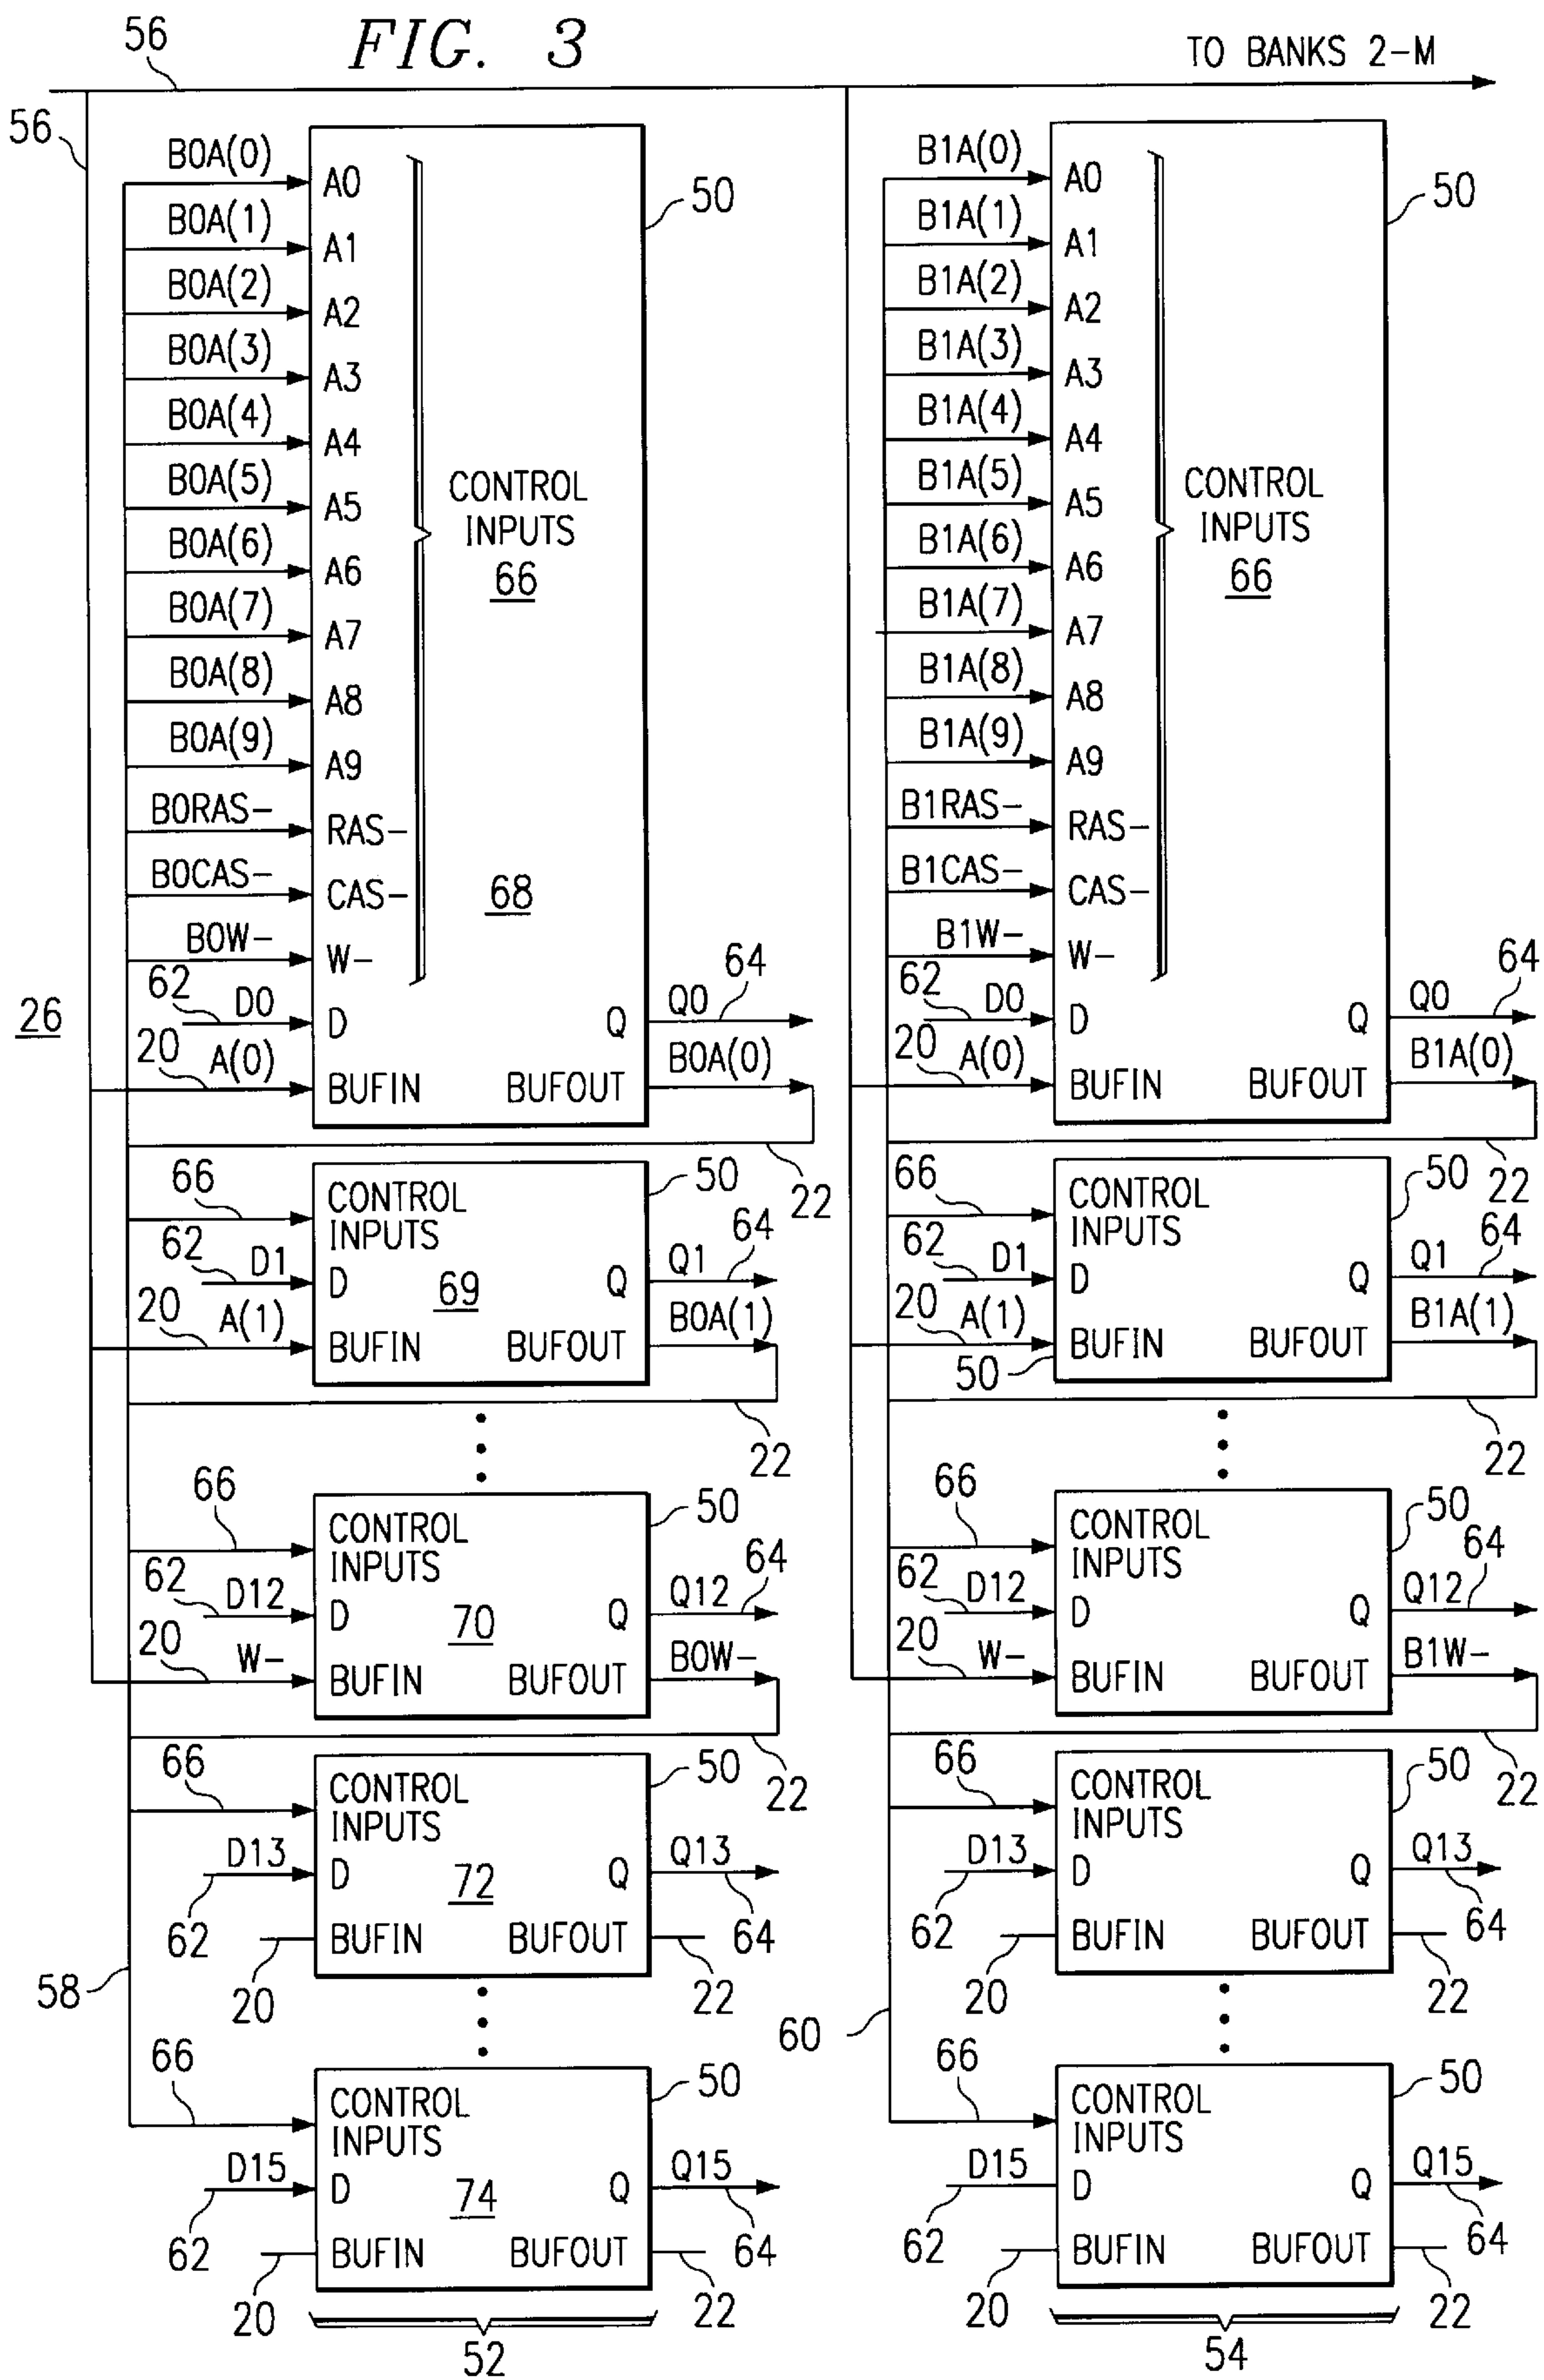 FIG. 3
56
TO BANKS 2-M
56
B0A(0)
A0
B0A(1)
A1
B0A(2)
A2
B0A(3)
A3
B0A(4)
A4
B0A(5)
A5
B0A(6)
A6
B0A(7)
A7
B0A(8)
A8
B0A(9)
A9
B0RAS-
RAS-
B0CAS-
CAS-
B0W-
W-
CONTROL
INPUTS
66
68
50
62
D0
D
Q
Q0
64
26
20
A(0)
BUFIN
BUFOUT
B0A(0)
22
66
CONTROL
INPUTS
50
62
D1
D
69
Q
Q1
64
20
A(1)
BUFIN
BUFOUT
B0A(1)
22
66
CONTROL
INPUTS
50
62
D12
D
70
Q
Q12
64
20
W-
BUFIN
BUFOUT
B0W-
22
66
CONTROL
INPUTS
50
D13
62
D
72
Q
Q13
64
20
BUFIN
BUFOUT
22
58
66
CONTROL
INPUTS
50
D15
62
D
74
Q
Q15
64
20
BUFIN
BUFOUT
22
52
B1A(0)
A0
B1A(1)
A1
B1A(2)
A2
B1A(3)
A3
B1A(4)
A4
B1A(5)
A5
B1A(6)
A6
B1A(7)
A7
B1A(8)
A8
B1A(9)
A9
B1RAS-
RAS-
B1CAS-
CAS-
B1W-
W-
CONTROL
INPUTS
66
50
62
D0
D
Q
Q0
64
20
A(0)
BUFIN
BUFOUT
B1A(0)
22
66
CONTROL
INPUTS
50
62
D1
D
Q
Q1
64
20
A(1)
BUFIN
BUFOUT
B1A(1)
50
22
66
CONTROL
INPUTS
50
62
D12
D
Q
Q12
64
20
W-
BUFIN
BUFOUT
B1W-
22
66
CONTROL
INPUTS
50
D13
62
D
Q
Q13
64
20
BUFIN
BUFOUT
22
60
66
CONTROL
INPUTS
50
D15
62
D
Q
Q15
64
20
BUFIN
BUFOUT
22
54